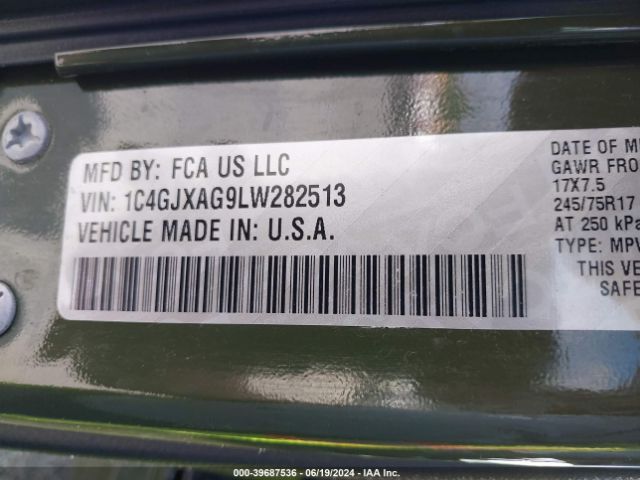 MFD BY: FCA US LLC
VIN: 1C4GJXAG9LW282513
VEHICLE MADE IN: U.S.A.
DATE OF M
GAWR FRO
17X7.5
245/75R17
AT 250 kPa
TYPE: MPV
THIS VE
SAFE
000-39687536 - 06/19/2024 - IAA Inc.